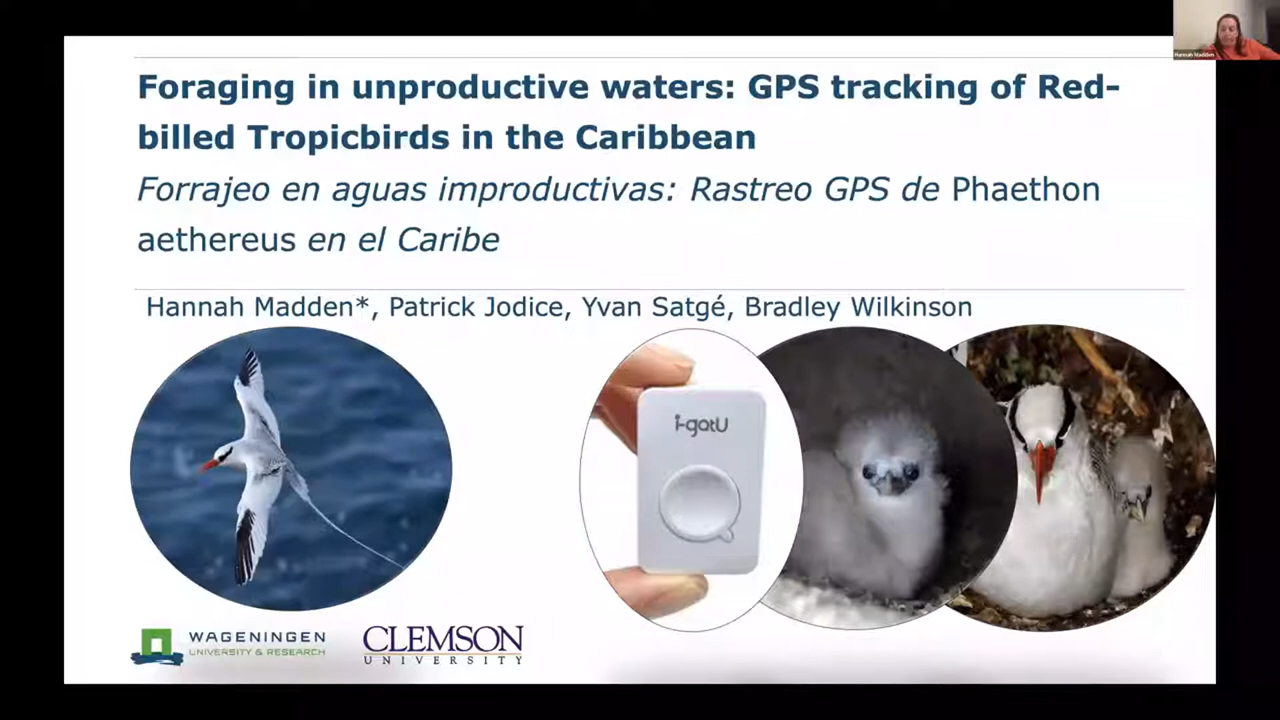 Hannah Madden
Foraging in unproductive waters: GPS tracking of Red-
billed Tropicbirds in the Caribbean
Forrajeo en aguas improductivas: Rastreo GPS de Phaethon
aethereus en el Caribe
Hannah Madden*, Patrick Jodice, Yvan Satgé, Bradley Wilkinson
i-gotU
WAGENINGEN
UNIVERSITY & RESEARCH
CLEMSON
UNIVERSITY